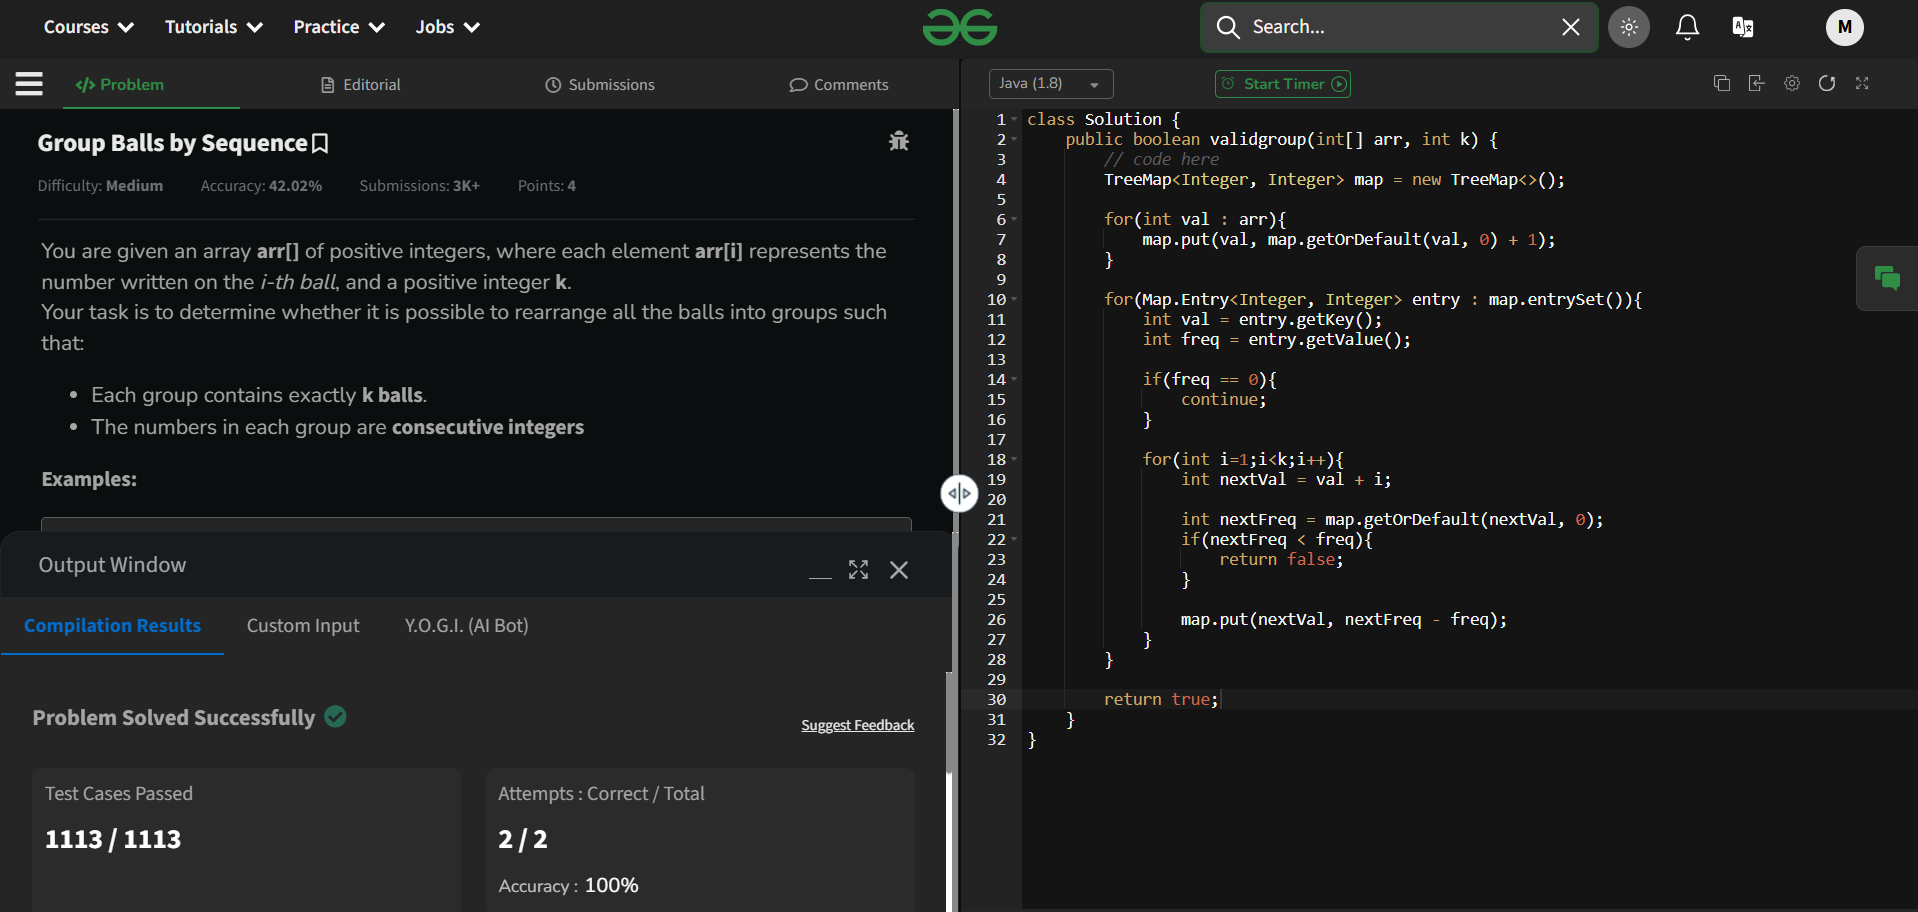 Courses Tutorials Practice Jobs Search... M
Problem Editorial Submissions Comments
Java (1.8) Start Timer
Group Balls by Sequence
Difficulty: Medium Accuracy: 42.02% Submissions: 3K+ Points: 4
You are given an array arr[] of positive integers, where each element arr[i] represents the
number written on the i-th ball, and a positive integer k.
Your task is to determine whether it is possible to rearrange all the balls into groups such
that:
• Each group contains exactly k balls.
• The numbers in each group are consecutive integers
Examples:
Output Window
Compilation Results Custom Input Y.O.G.I. (AI Bot)
Problem Solved Successfully
Suggest Feedback
Test Cases Passed
1113 / 1113
Attempts : Correct / Total
2 / 2
Accuracy : 100%
1 class Solution {
2     public boolean validgroup(int[] arr, int k) {
3         // code here
4         TreeMap<Integer, Integer> map = new TreeMap<>();
5
6         for(int val : arr){
7             map.put(val, map.getOrDefault(val, 0) + 1);
8         }
9
10         for(Map.Entry<Integer, Integer> entry : map.entrySet()){
11             int val = entry.getKey();
12             int freq = entry.getValue();
13
14             if(freq == 0){
15                 continue;
16             }
17
18             for(int i=1;i<k;i++){
19                 int nextVal = val + i;
20
21                 int nextFreq = map.getOrDefault(nextVal, 0);
22                 if(nextFreq < freq){
23                     return false;
24                 }
25
26                 map.put(nextVal, nextFreq - freq);
27             }
28         }
29
30         return true;
31     }
32 }